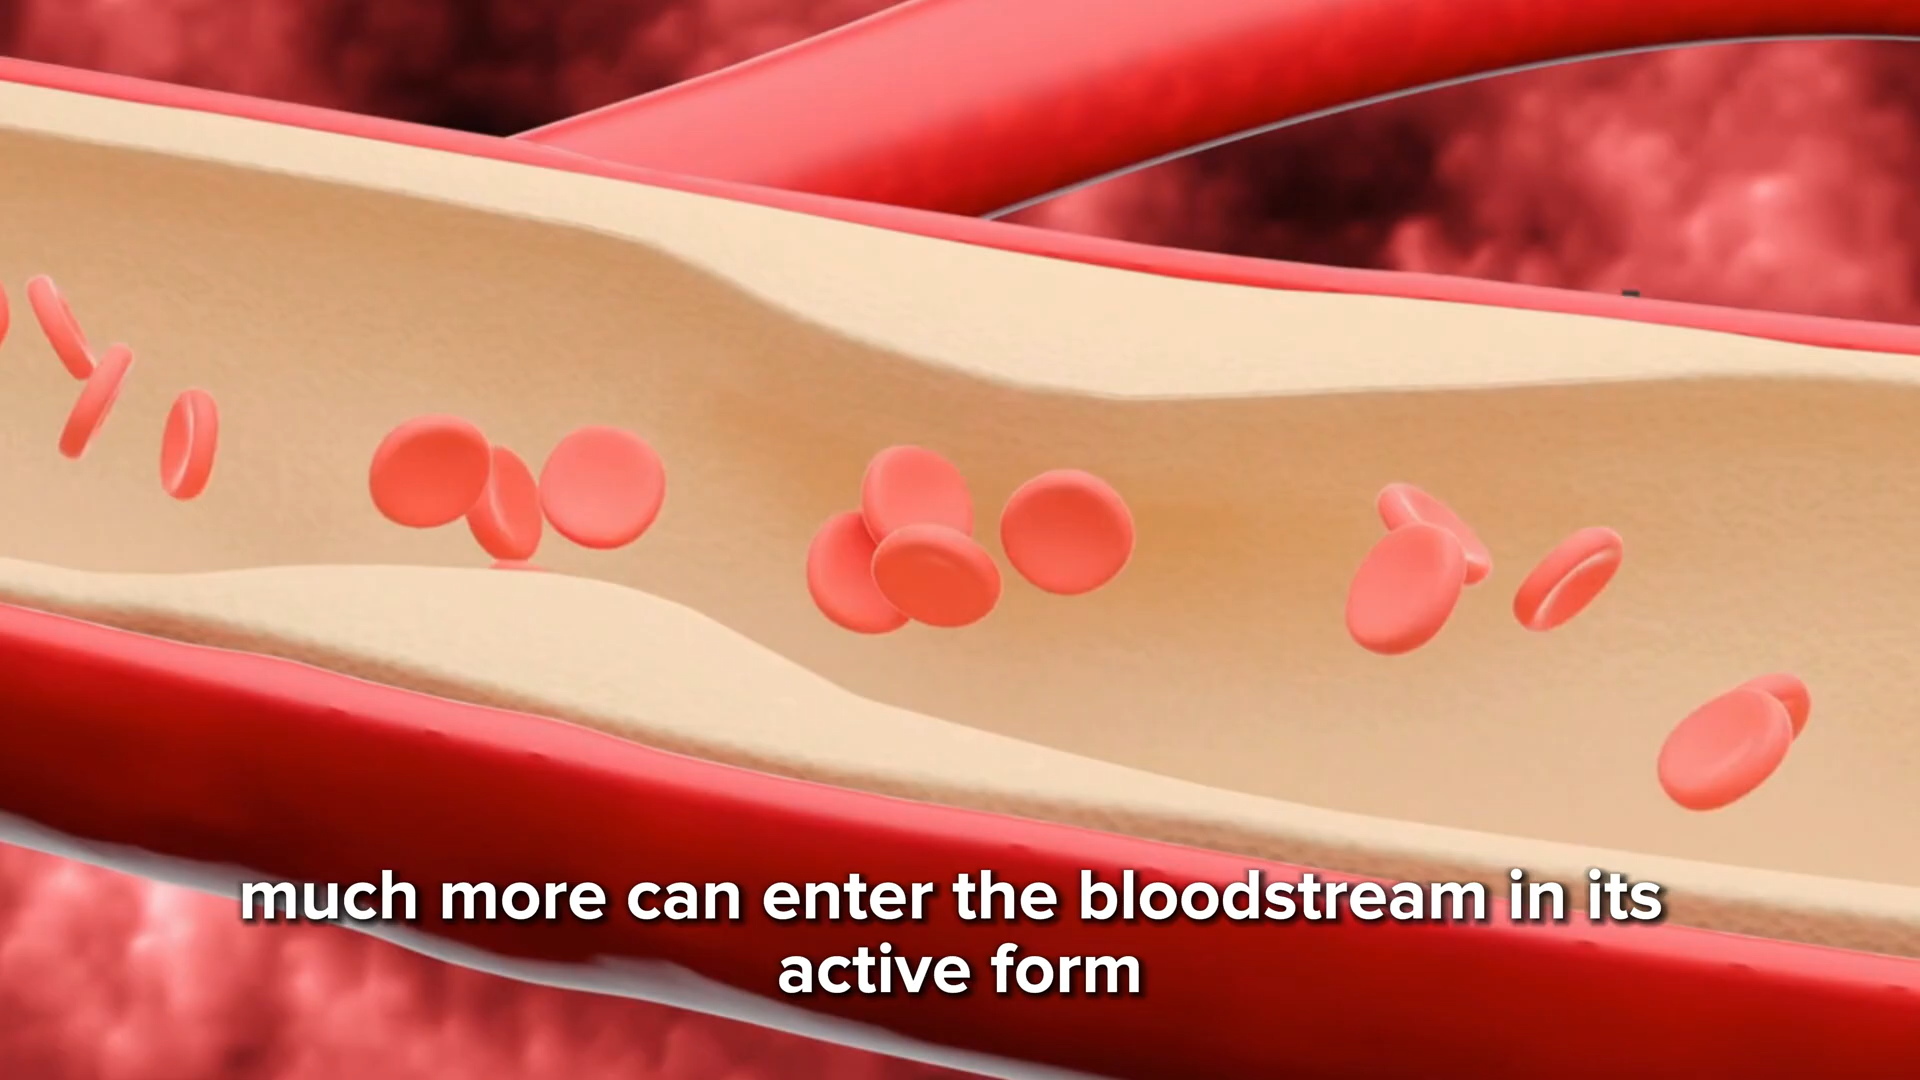 much more can enter the bloodstream in its
active form